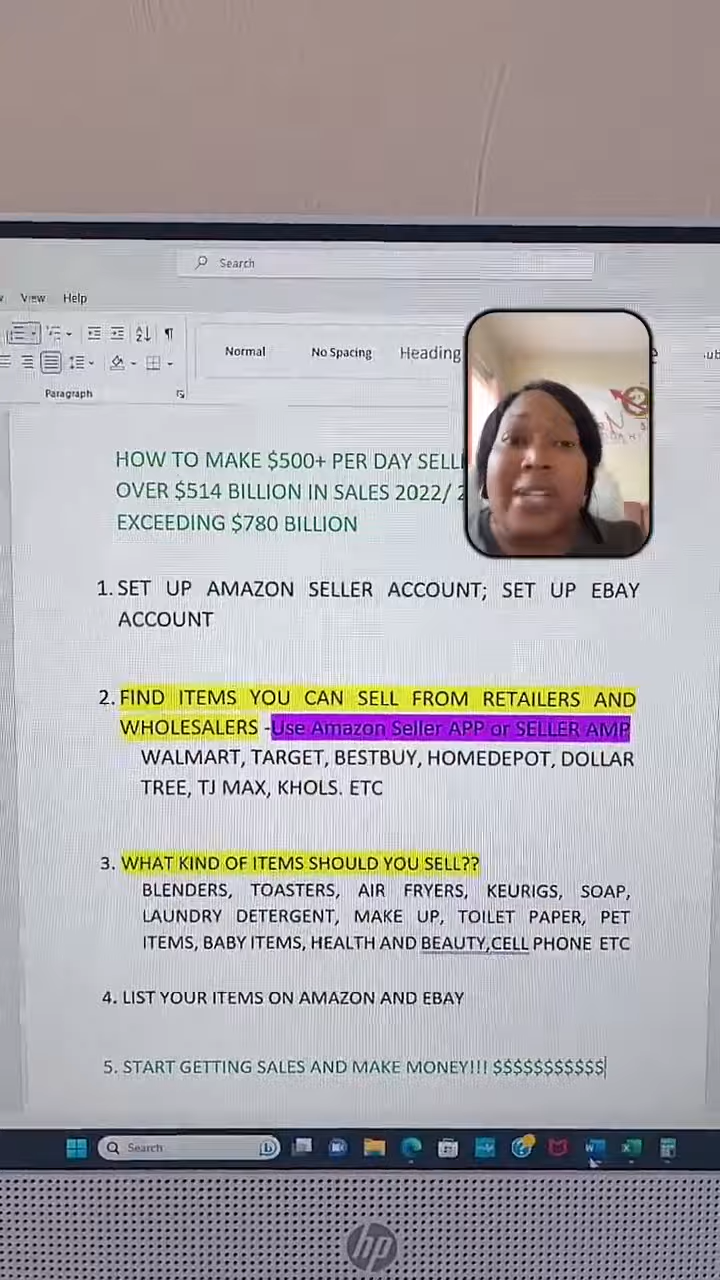 Search
View Help
Normal No Spacing Heading
Paragraph
HOW TO MAKE $500+ PER DAY
OVER $514 BILLION IN SALES 2022/
EXCEEDING $780 BILLION
1. SET UP AMAZON SELLER ACCOUNT; SET UP EBAY
ACCOUNT
2. FIND ITEMS YOU CAN SELL FROM RETAILERS AND
WHOLESALERS -Use Amazon Seller APP or SELLER AMP
WALMART, TARGET, BESTBUY, HOMEDEPOT, DOLLAR
TREE, TJ MAX, KHOLS. ETC
3. WHAT KIND OF ITEMS SHOULD YOU SELL??
BLENDERS, TOASTERS, AIR FRYERS, KEURIGS, SOAP,
LAUNDRY DETERGENT, MAKE UP, TOILET PAPER, PET
ITEMS, BABY ITEMS, HEALTH AND BEAUTY,CELL PHONE ETC
4. LIST YOUR ITEMS ON AMAZON AND EBAY
5. START GETTING SALES AND MAKE MONEY!!! $$$$$$$$$$$
Search
hp